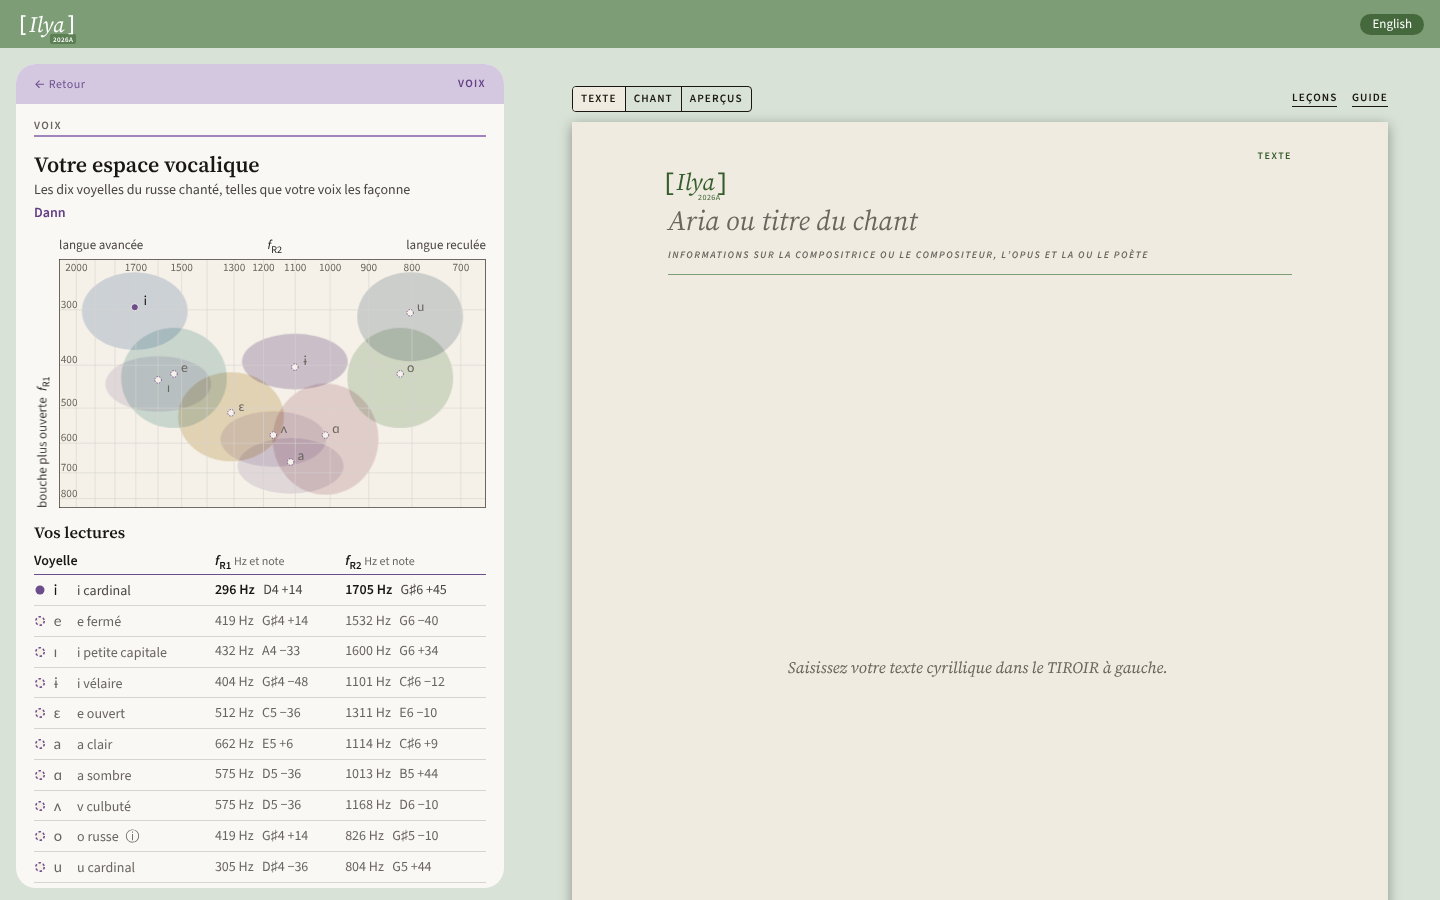 [Ilya] 2026A
English
← Retour
VOIX
VOIX
Votre espace vocalique
Les dix voyelles du russe chanté, telles que votre voix les façonne
Dann
langue avancée fR2 langue reculée
2000 1700 1500 1300 1200 1100 1000 900 800 700
300
400
500
600
700
800
bouche plus ouverte fR1
i
u
e
ı
ɨ
o
ɛ
ʌ
ɑ
a
Vos lectures
Voyelle fR1 Hz et note fR2 Hz et note
i i cardinal 296 Hz D4 +14 1705 Hz G♯6 +45
e e fermé 419 Hz G♯4 +14 1532 Hz G6 −40
ı i petite capitale 432 Hz A4 −33 1600 Hz G6 +34
ɨ i vélaire 404 Hz G♯4 −48 1101 Hz C♯6 −12
ɛ e ouvert 512 Hz C5 −36 1311 Hz E6 −10
a a clair 662 Hz E5 +6 1114 Hz C♯6 +9
ɑ a sombre 575 Hz D5 −36 1013 Hz B5 +44
ʌ v culbuté 575 Hz D5 −36 1168 Hz D6 −10
o o russe ⓘ 419 Hz G♯4 +14 826 Hz G♯5 −10
u u cardinal 305 Hz D♯4 −36 804 Hz G5 +44
TEXTE CHANT APERÇUS
LEÇONS GUIDE
TEXTE
[Ilya] 2026A
Aria ou titre du chant
INFORMATIONS SUR LA COMPOSITRICE OU LE COMPOSITEUR, L'OPUS ET LA OU LE POÈTE
Saisissez votre texte cyrillique dans le TIROIR à gauche.